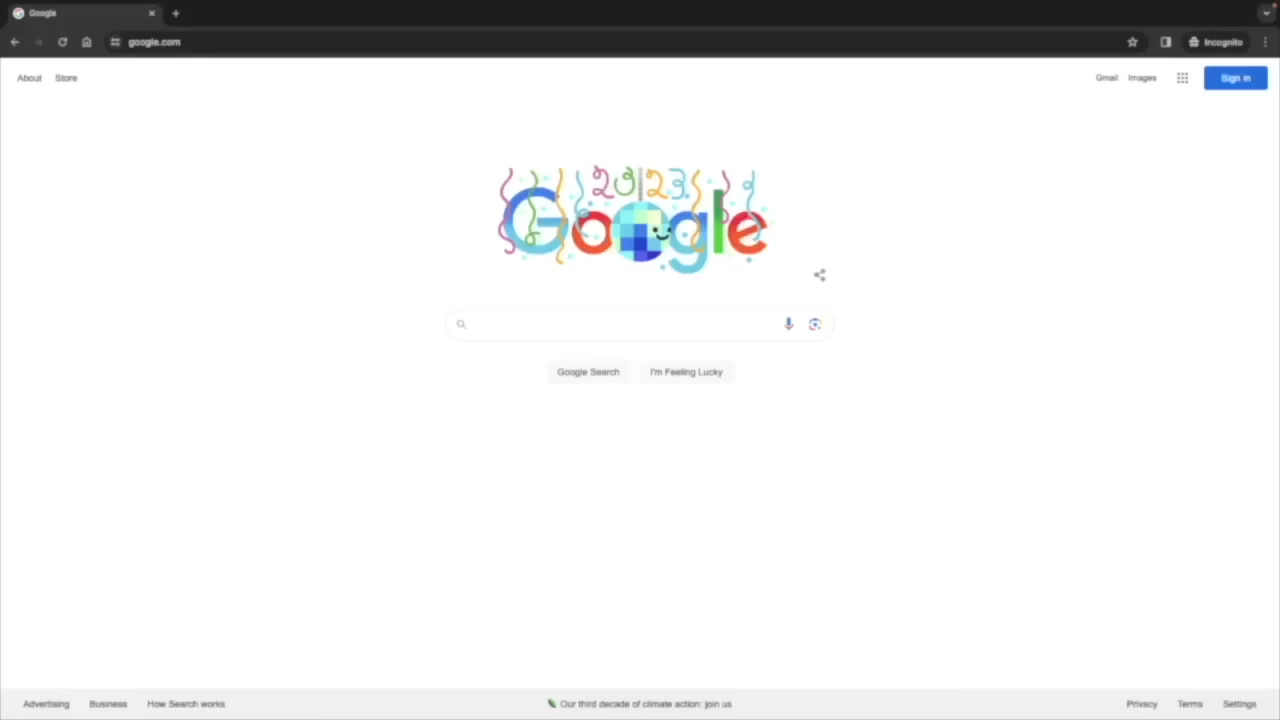 Google
google.com
Incognito
About Store
Gmail Images Sign in
2023
Google
Google Search I'm Feeling Lucky
Advertising Business How Search works
Our third decade of climate action: join us
Privacy Terms Settings